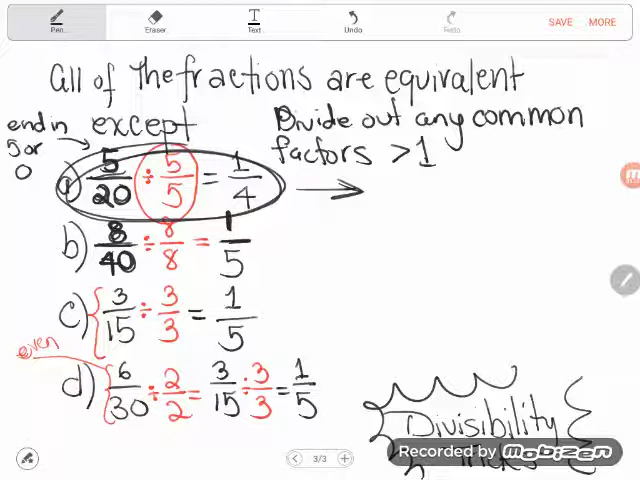 Pen
Eraser
Text
Undo
Redo
SAVE
MORE
All of the fractions are equivalent
except
end in
5 or
0
Divide out any common
factors > 1
a) 5/20 ÷ 5/5 = 1/4
b) 8/40 ÷ 8/8 = 1/5
c) 3/15 ÷ 3/3 = 1/5
even
d) 6/30 ÷ 2/2 = 3/15 ÷ 3/3 = 1/5
Divisibility
Tricks
Recorded by mobizen
3/3